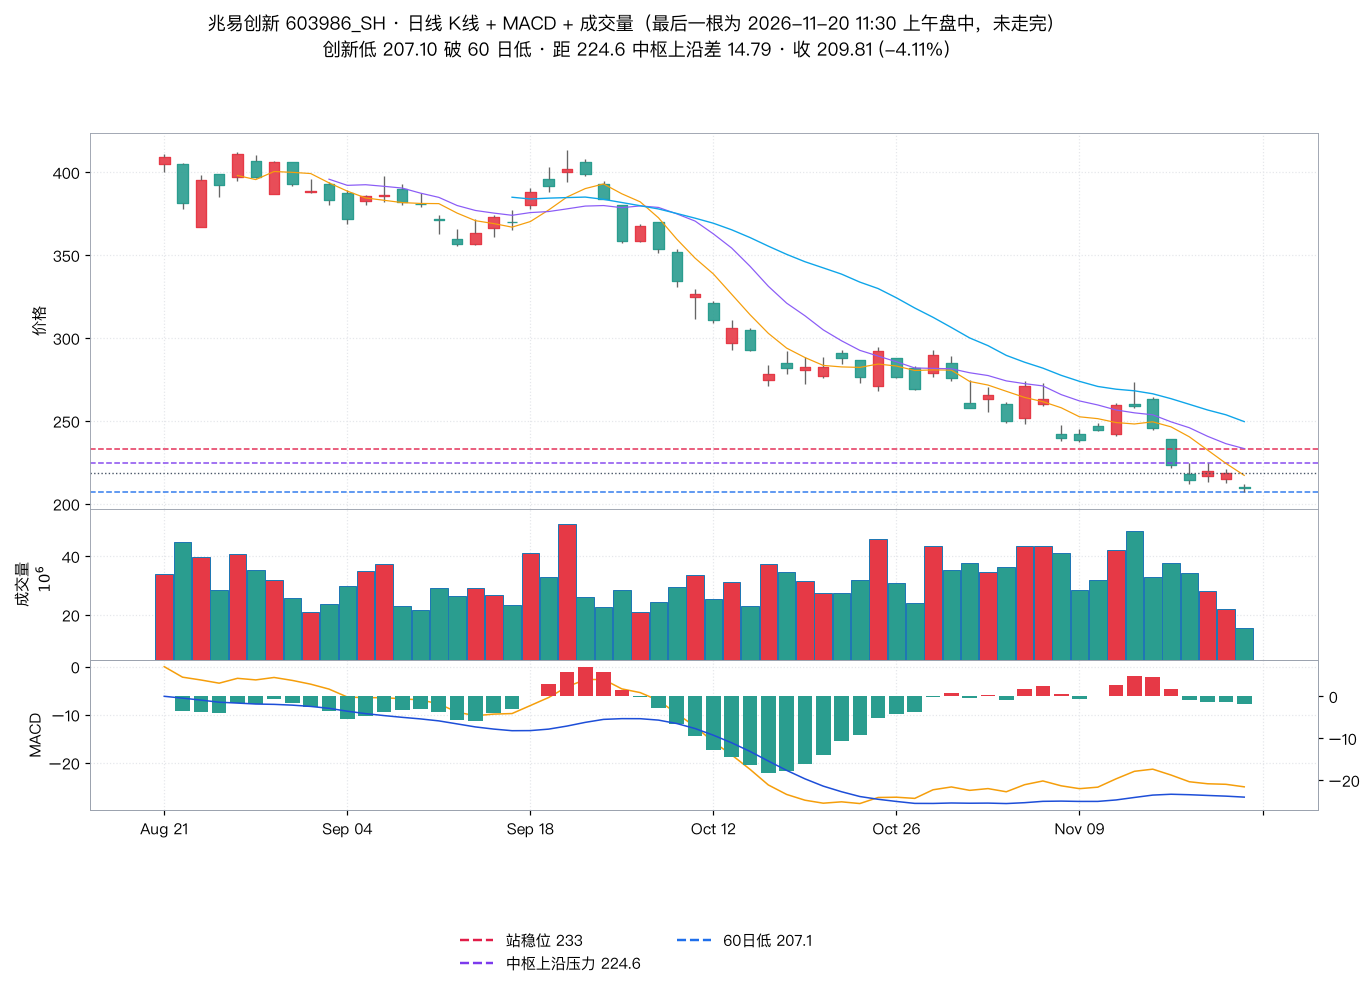 兆易创新 603986_SH · 日线 K线 + MACD + 成交量（最后一根为 2026−11−20 11:30 上午盘中，未走完）
创新低 207.10 破 60 日低 · 距 224.6 中枢上沿差 14.79 · 收 209.81 (−4.11%)
价格
400
350
300
250
200
成交量
10⁶
40
20
MACD
0
−10
−20
0
−10
−20
Aug 21
Sep 04
Sep 18
Oct 12
Oct 26
Nov 09
站稳位 233
60日低 207.1
中枢上沿压力 224.6